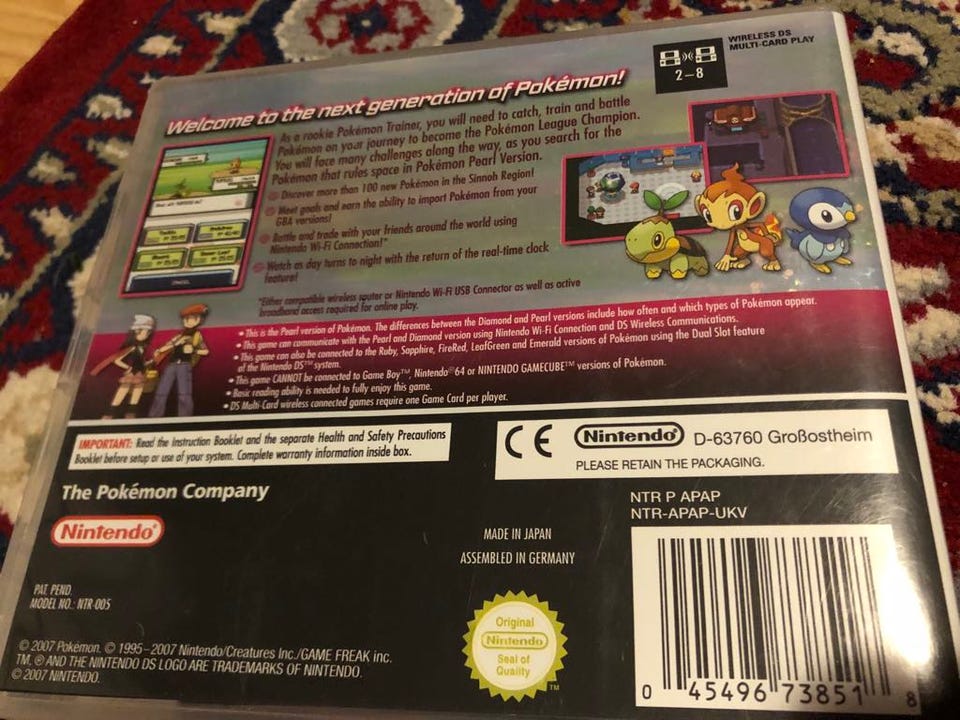 WIRELESS DS
MULTI-CARD PLAY
2-8
Welcome to the next generation of Pokémon!
As a rookie Pokémon Trainer, you will need to catch, train and battle
Pokémon on your journey to become the Pokémon League Champion.
You will face many challenges along the way, as you search for the
Pokémon that rules space in Pokémon Pearl Version.
Discover more than 100 new Pokémon in the Sinnoh Region!
Meet goals and earn the ability to import Pokémon from your
GBA versions!
Battle and trade with your friends around the world using
Nintendo Wi-Fi Connection!*
Watch as day turns to night with the return of the real-time clock
feature!
*Either compatible wireless router or Nintendo Wi-Fi USB Connector as well as active
broadband access required for online play.
• This is the Pearl version of Pokémon. The differences between the Diamond and Pearl versions include how often and which types of Pokémon appear.
• This game can communicate with the Pearl and Diamond version using Nintendo Wi-Fi Connection and DS Wireless Communications.
• This game can also be connected to the Ruby, Sapphire, FireRed, LeafGreen and Emerald versions of Pokémon using the Dual Slot feature
of the Nintendo DS™ system.
• This game CANNOT be connected to Game Boy™, Nintendo®64 or NINTENDO GAMECUBE™ versions of Pokémon.
• Basic reading ability is needed to fully enjoy this game.
• DS Multi-Card wireless connected games require one Game Card per player.
IMPORTANT: Read the Instruction Booklet and the separate Health and Safety Precautions
Booklet before setup or use of your system. Complete warranty information inside box.
CE Nintendo® D-63760 Großostheim
PLEASE RETAIN THE PACKAGING.
The Pokémon Company
Nintendo®
NTR P APAP
NTR-APAP-UKV
MADE IN JAPAN
ASSEMBLED IN GERMANY
PAT. PEND.
MODEL NO.: NTR-005
Original
Nintendo
Seal of
Quality
TM
© 2007 Pokémon. © 1995-2007 Nintendo/Creatures Inc./GAME FREAK inc.
TM, ® AND THE NINTENDO DS LOGO ARE TRADEMARKS OF NINTENDO.
© 2007 NINTENDO.
0 45496 73851 8